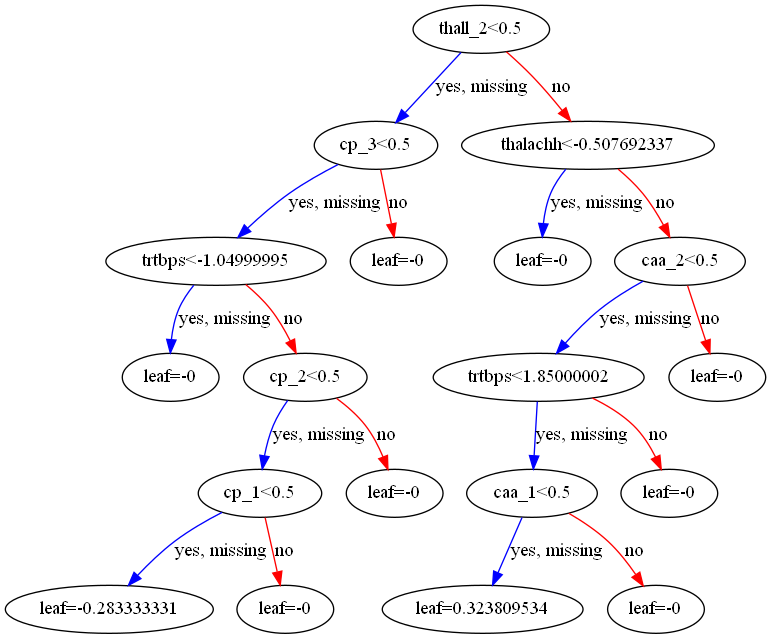 thall_2<0.5
yes, missing
no
cp_3<0.5
thalachh<-0.507692337
yes, missing
no
yes, missing
no
trtbps<-1.04999995
leaf=-0
leaf=-0
caa_2<0.5
yes, missing
no
yes, missing
no
leaf=-0
cp_2<0.5
trtbps<1.85000002
leaf=-0
yes, missing
no
yes, missing
no
cp_1<0.5
leaf=-0
caa_1<0.5
leaf=-0
yes, missing
no
yes, missing
no
leaf=-0.283333331
leaf=-0
leaf=0.323809534
leaf=-0